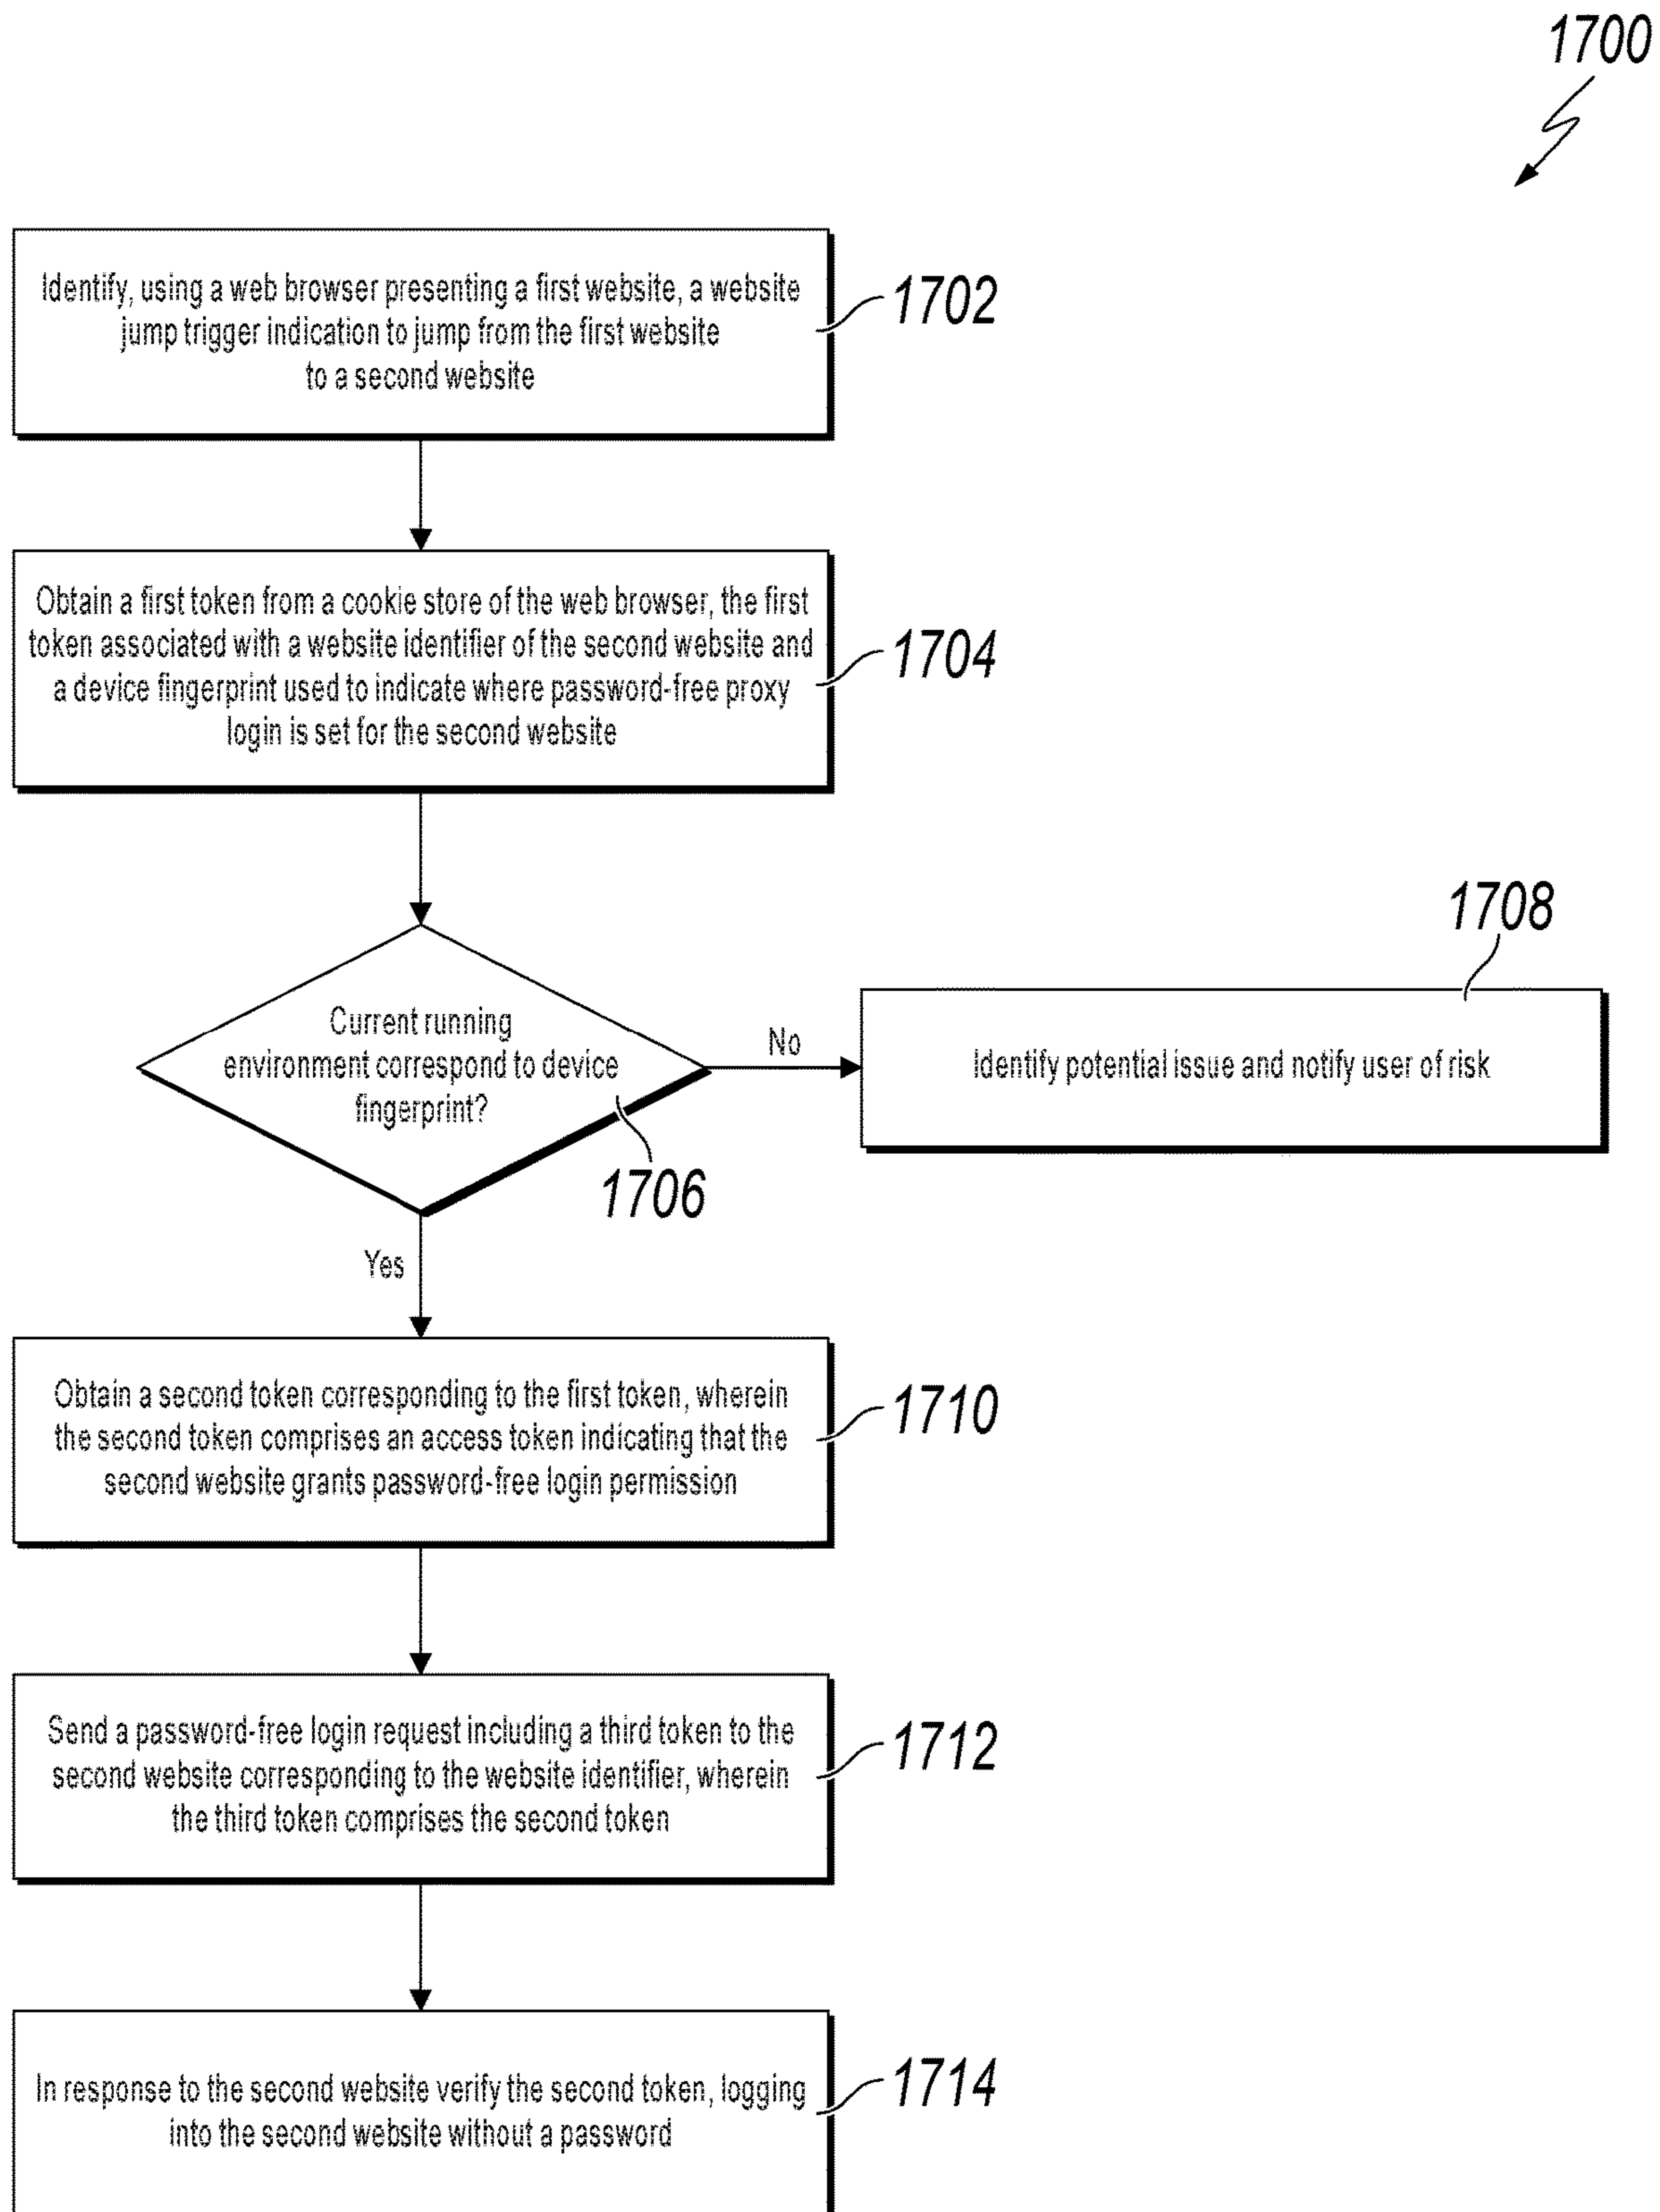 1700
Identify, using a web browser presenting a first website, a website
jump trigger indication to jump from the first website
to a second website
1702
Obtain a first token from a cookie store of the web browser, the first
token associated with a website identifier of the second website and
a device fingerprint used to indicate where password-free proxy
login is set for the second website
1704
Current running
environment correspond to device
fingerprint?
1706
No
1708
Identify potential issue and notify user of risk
Yes
Obtain a second token corresponding to the first token, wherein
the second token comprises an access token indicating that the
second website grants password-free login permission
1710
Send a password-free login request including a third token to the
second website corresponding to the website identifier, wherein
the third token comprises the second token
1712
In response to the second website verify the second token, logging
into the second website without a password
1714